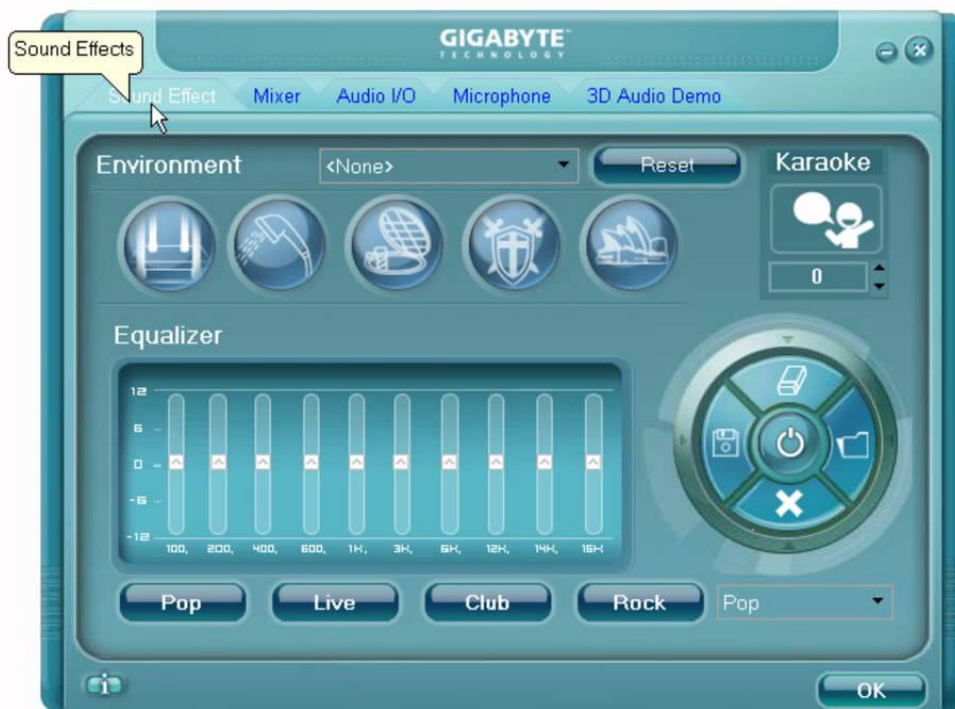 Sound Effects
GIGABYTE™
TECHNOLOGY
Sound Effect Mixer Audio I/O Microphone 3D Audio Demo
Environment <None> Reset Karaoke
0
Equalizer
12
6
0
-6
-12
100, 200, 400, 600, 1K, 3K, 6K, 12K, 14K, 16K
Pop Live Club Rock Pop
i OK